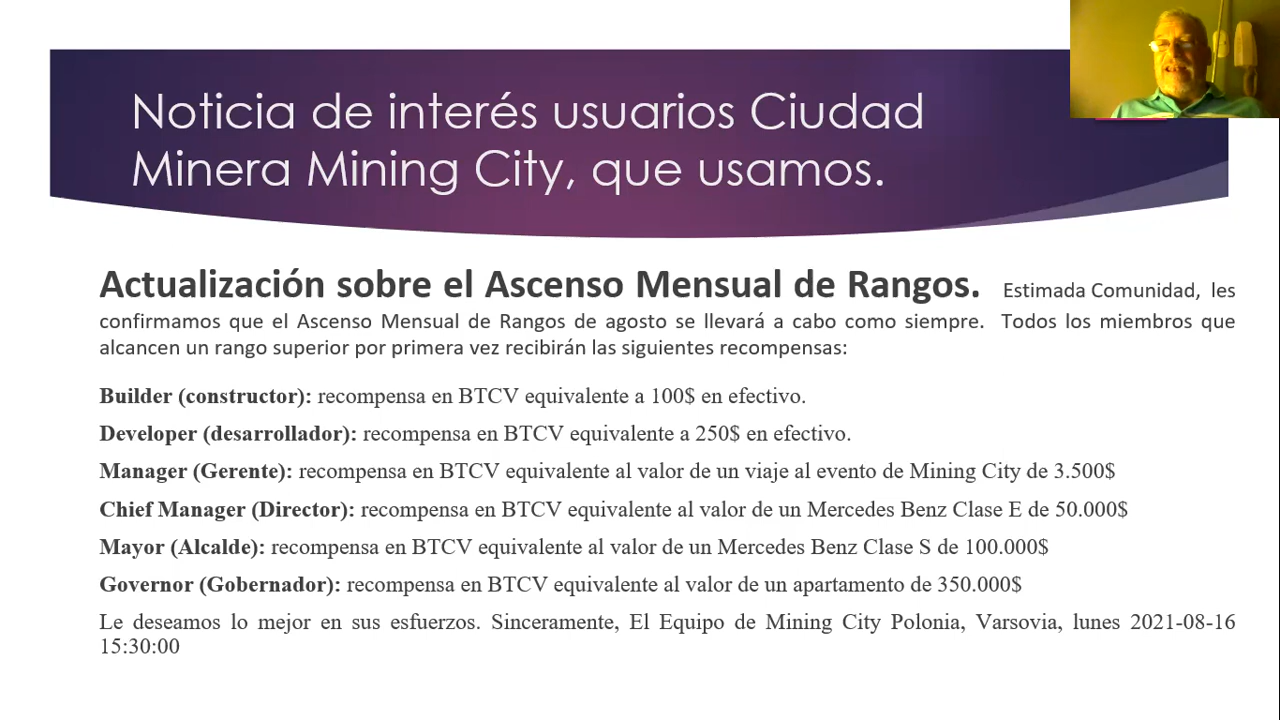 Noticia de interés usuarios Ciudad
Minera Mining City, que usamos.
Actualización sobre el Ascenso Mensual de Rangos. Estimada Comunidad, les
confirmamos que el Ascenso Mensual de Rangos de agosto se llevará a cabo como siempre. Todos los miembros que
alcancen un rango superior por primera vez recibirán las siguientes recompensas:
Builder (constructor): recompensa en BTCV equivalente a 100$ en efectivo.
Developer (desarrollador): recompensa en BTCV equivalente a 250$ en efectivo.
Manager (Gerente): recompensa en BTCV equivalente al valor de un viaje al evento de Mining City de 3.500$
Chief Manager (Director): recompensa en BTCV equivalente al valor de un Mercedes Benz Clase E de 50.000$
Mayor (Alcalde): recompensa en BTCV equivalente al valor de un Mercedes Benz Clase S de 100.000$
Governor (Gobernador): recompensa en BTCV equivalente al valor de un apartamento de 350.000$
Le deseamos lo mejor en sus esfuerzos. Sinceramente, El Equipo de Mining City Polonia, Varsovia, lunes 2021-08-16
15:30:00